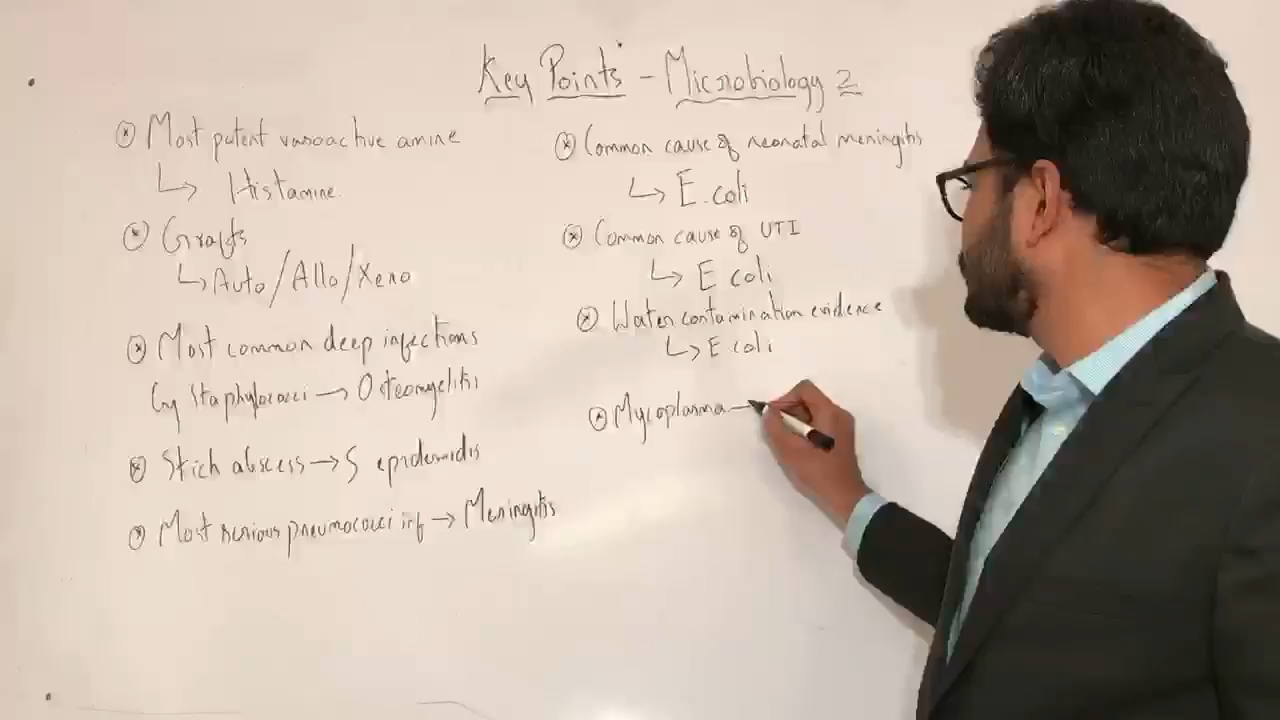 Key Points - Microbiology 2
Most potent vasoactive amine
↳ Histamine
Grafts
↳ Auto/Allo/Xeno
Most common deep infections
by Staphylococci → Osteomyelitis
Stich abscess → S epidermidis
Most serious pneumococci inf → Meningitis
Common cause of neonatal meningitis
↳ E. coli
Common cause of UTI
↳ E coli
Water contamination evidence
↳ E coli
Mycoplasma —